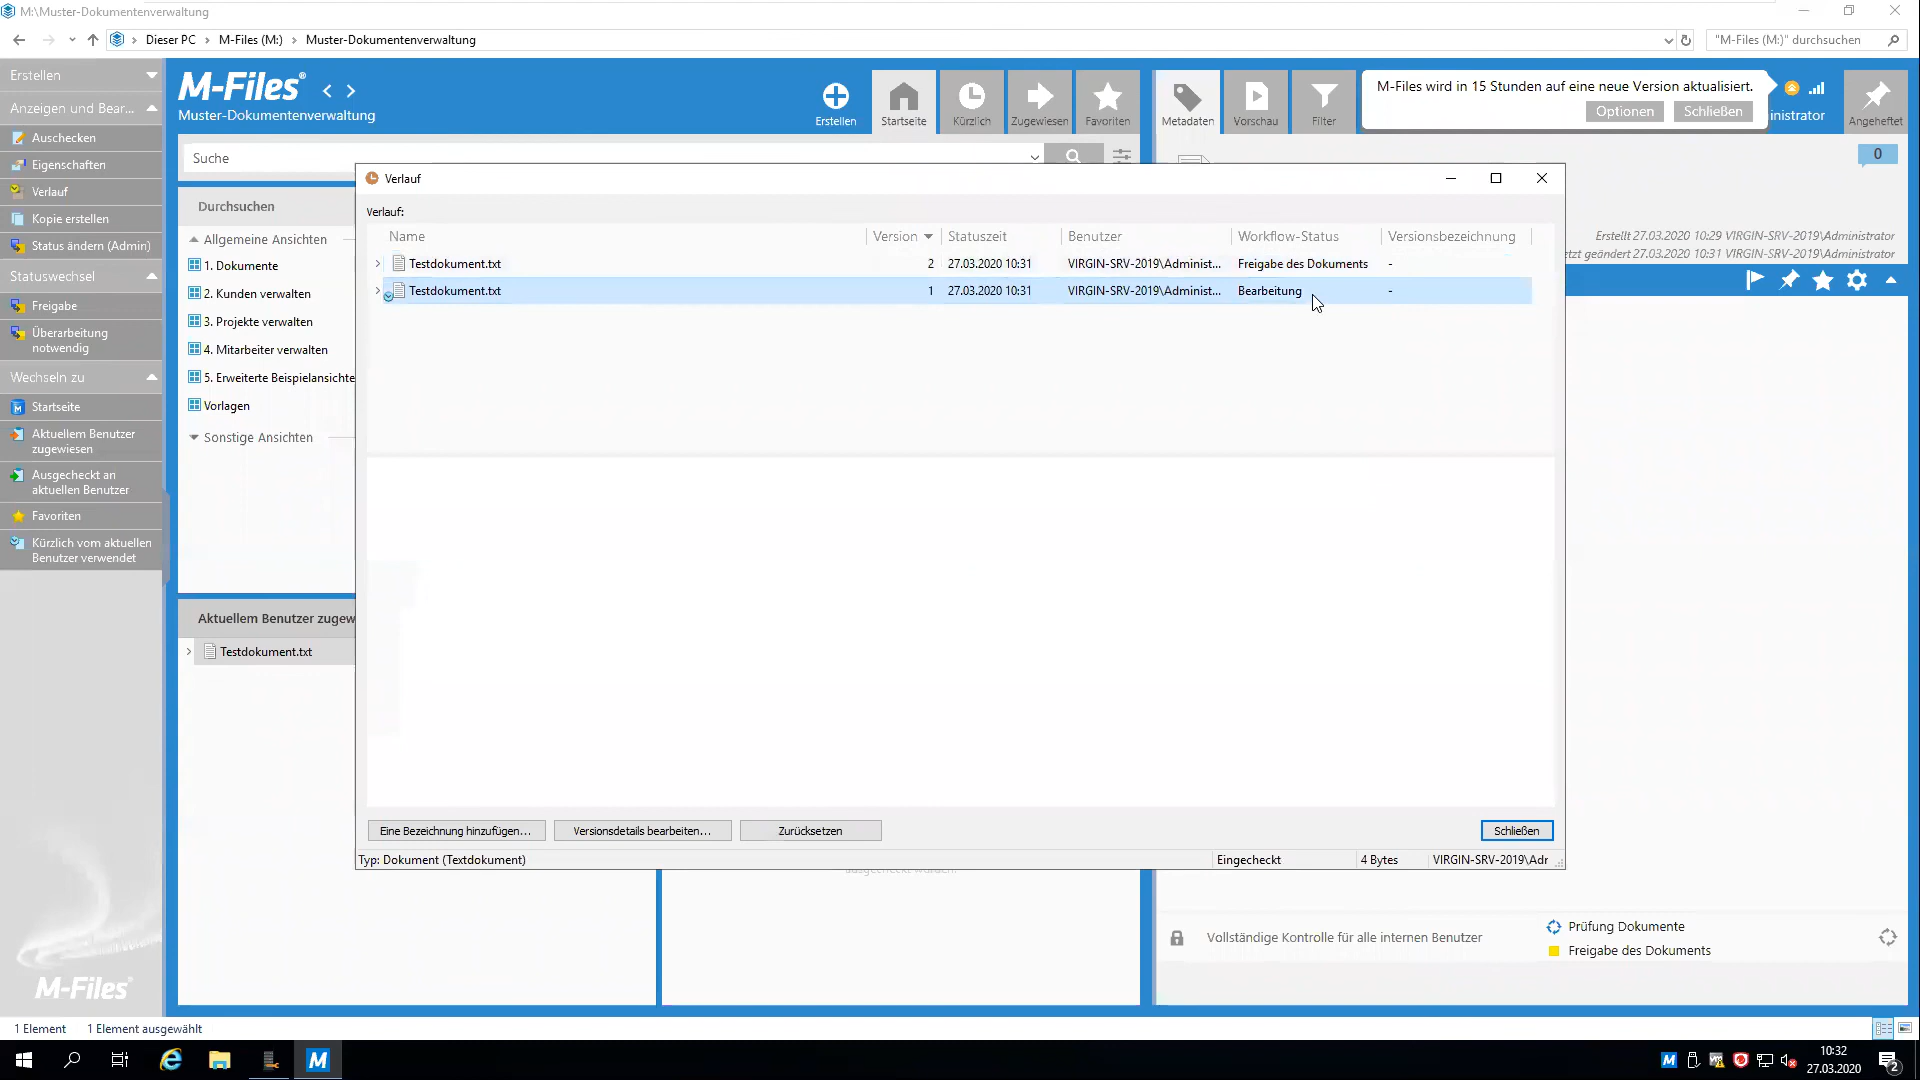 M:\Muster-Dokumentenverwaltung
Dieser PC > M-Files (M:) > Muster-Dokumentenverwaltung
"M-Files (M:)" durchsuchen
Erstellen
Anzeigen und Bear...
Auschecken
Eigenschaften
Verlauf
Kopie erstellen
Status ändern (Admin)
Statuswechsel
Freigabe
Überarbeitung
notwendig
Wechseln zu
Startseite
Aktuellem Benutzer
zugewiesen
Ausgecheckt an
aktuellen Benutzer
Favoriten
Kürzlich vom aktuellen
Benutzer verwendet
M-Files®
M-Files®
Muster-Dokumentenverwaltung
Erstellen
Startseite
Kürzlich
Zugewiesen
Favoriten
Metadaten
Vorschau
Filter
M-Files wird in 15 Stunden auf eine neue Version aktualisiert.
Optionen
Schließen
inistrator
Angeheftet
Suche
0
Durchsuchen
Allgemeine Ansichten
1. Dokumente
2. Kunden verwalten
3. Projekte verwalten
4. Mitarbeiter verwalten
5. Erweiterte Beispielansichte
Vorlagen
Sonstige Ansichten
Aktuellem Benutzer zugew
Testdokument.txt
Erstellt 27.03.2020 10:29 VIRGIN-SRV-2019\Administrator
tzt geändert 27.03.2020 10:31 VIRGIN-SRV-2019\Administrator
Verlauf
Verlauf:
Name Version Statuszeit Benutzer Workflow-Status Versionsbezeichnung
Testdokument.txt 2 27.03.2020 10:31 VIRGIN-SRV-2019\Administ... Freigabe des Dokuments -
Testdokument.txt 1 27.03.2020 10:31 VIRGIN-SRV-2019\Administ... Bearbeitung -
Eine Bezeichnung hinzufügen...
Versionsdetails bearbeiten...
Zurücksetzen
Schließen
Typ: Dokument (Textdokument)
Eingecheckt
4 Bytes
VIRGIN-SRV-2019\Adr
Vollständige Kontrolle für alle internen Benutzer
Prüfung Dokumente
Freigabe des Dokuments
1 Element
1 Element ausgewählt
10:32
27.03.2020
2